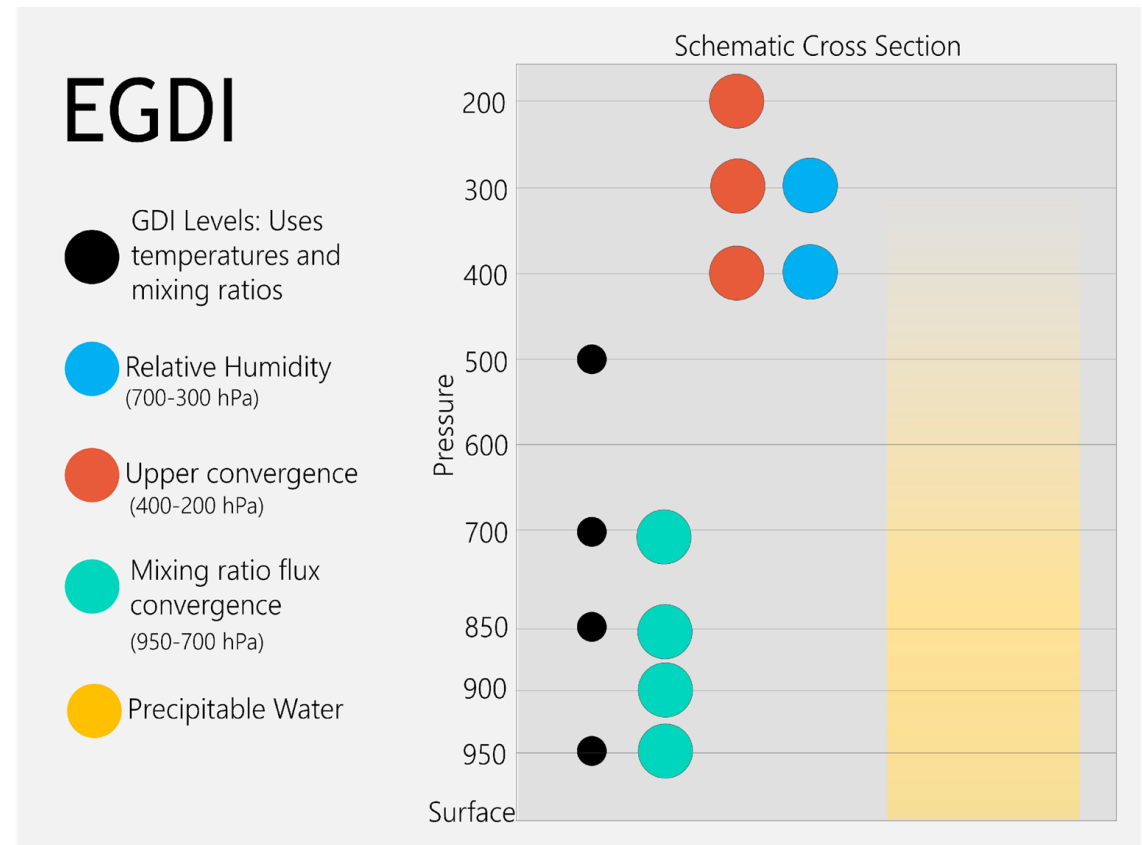 EGDI
GDI Levels: Uses
temperatures and
mixing ratios
Relative Humidity
(700-300 hPa)
Upper convergence
(400-200 hPa)
Mixing ratio flux
convergence
(950-700 hPa)
Precipitable Water
Schematic Cross Section
Pressure
200
300
400
500
600
700
850
900
950
Surface